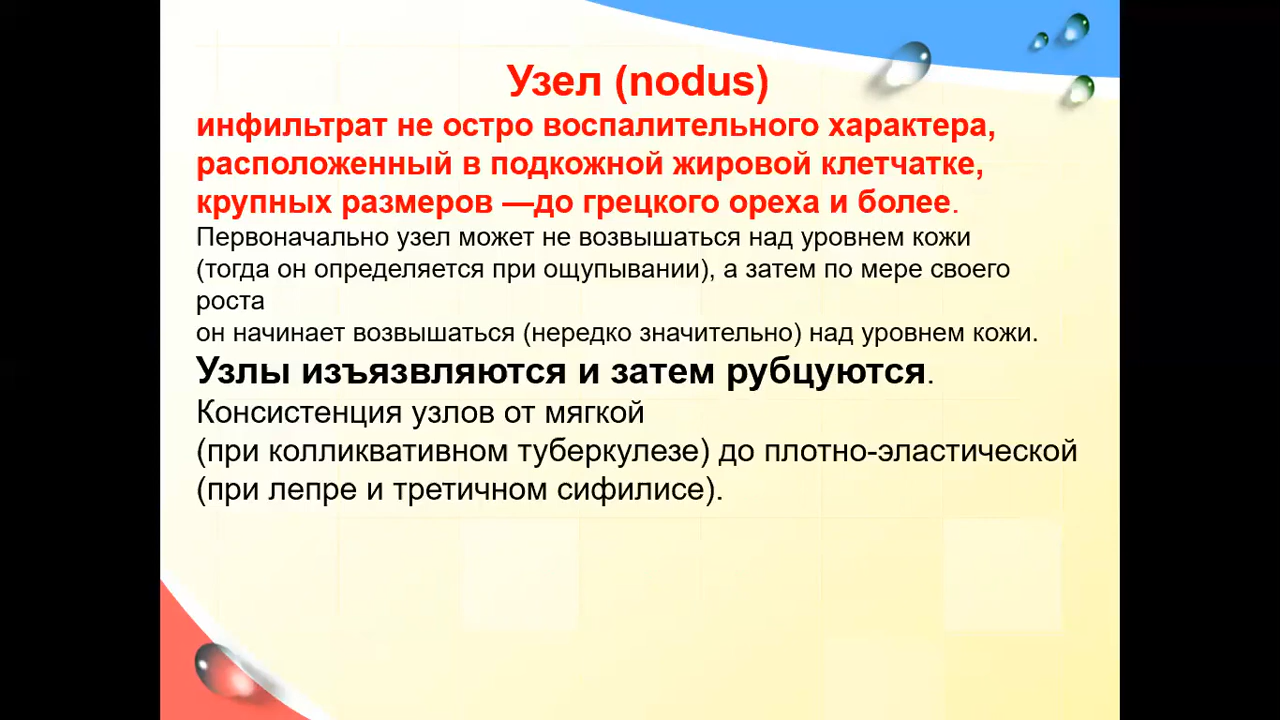 Узел (nodus)
инфильтрат не остро воспалительного характера,
расположенный в подкожной жировой клетчатке,
крупных размеров —до грецкого ореха и более.
Первоначально узел может не возвышаться над уровнем кожи
(тогда он определяется при ощупывании), а затем по мере своего
роста
он начинает возвышаться (нередко значительно) над уровнем кожи.
Узлы изъязвляются и затем рубцуются.
Консистенция узлов от мягкой
(при колликвативном туберкулезе) до плотно-эластической
(при лепре и третичном сифилисе).